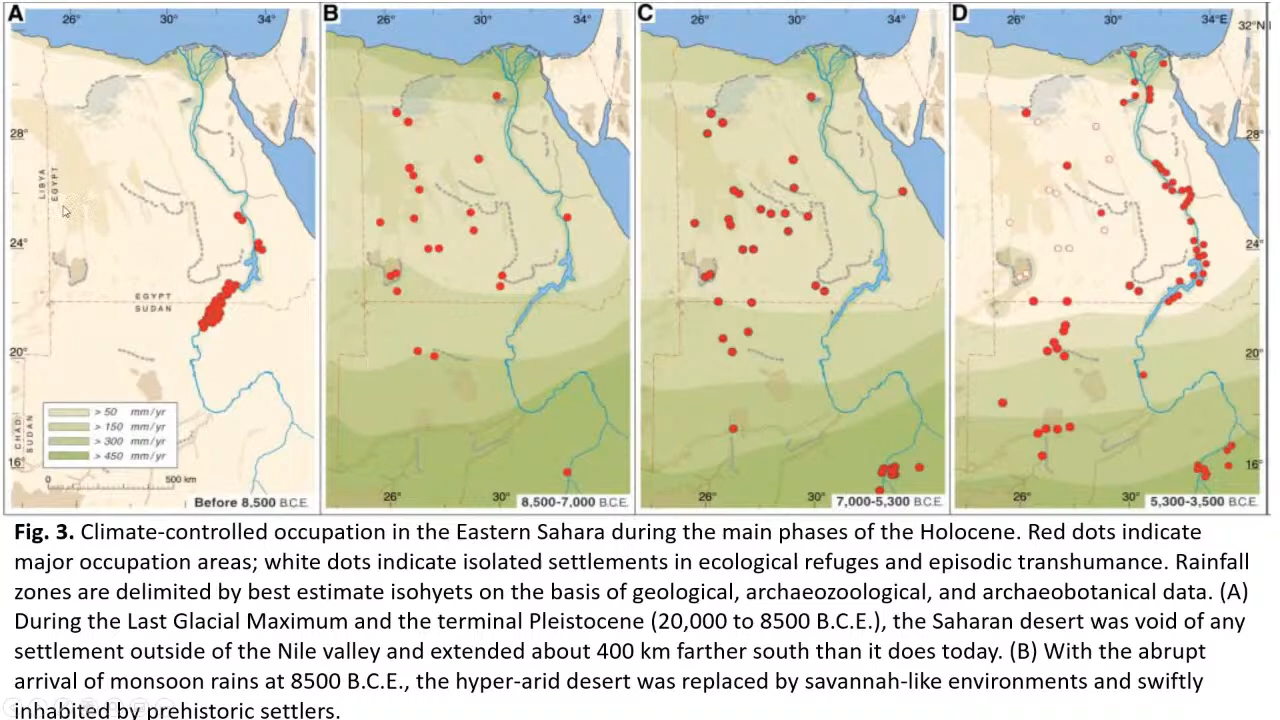 A
26°
30°
34°
B
26°
30°
34°
C
26°
30°
34°
D
26°
30°
34°E
32°N
28°
24°
20°
16°
LIBYA
EGYPT
EGYPT
SUDAN
CHAD
SUDAN
> 50 mm/yr
> 150 mm/yr
> 300 mm/yr
> 450 mm/yr
0
500 km
Before 8,500 B.C.E.
26°
30°
8,500-7,000 B.C.E.
26°
30°
7,000-5,300 B.C.E.
26°
30°
5,300-3,500 B.C.E.
28°
24°
20°
16°
Fig. 3. Climate-controlled occupation in the Eastern Sahara during the main phases of the Holocene. Red dots indicate
major occupation areas; white dots indicate isolated settlements in ecological refuges and episodic transhumance. Rainfall
zones are delimited by best estimate isohyets on the basis of geological, archaeozoological, and archaeobotanical data. (A)
During the Last Glacial Maximum and the terminal Pleistocene (20,000 to 8500 B.C.E.), the Saharan desert was void of any
settlement outside of the Nile valley and extended about 400 km farther south than it does today. (B) With the abrupt
arrival of monsoon rains at 8500 B.C.E., the hyper-arid desert was replaced by savannah-like environments and swiftly
inhabited by prehistoric settlers.